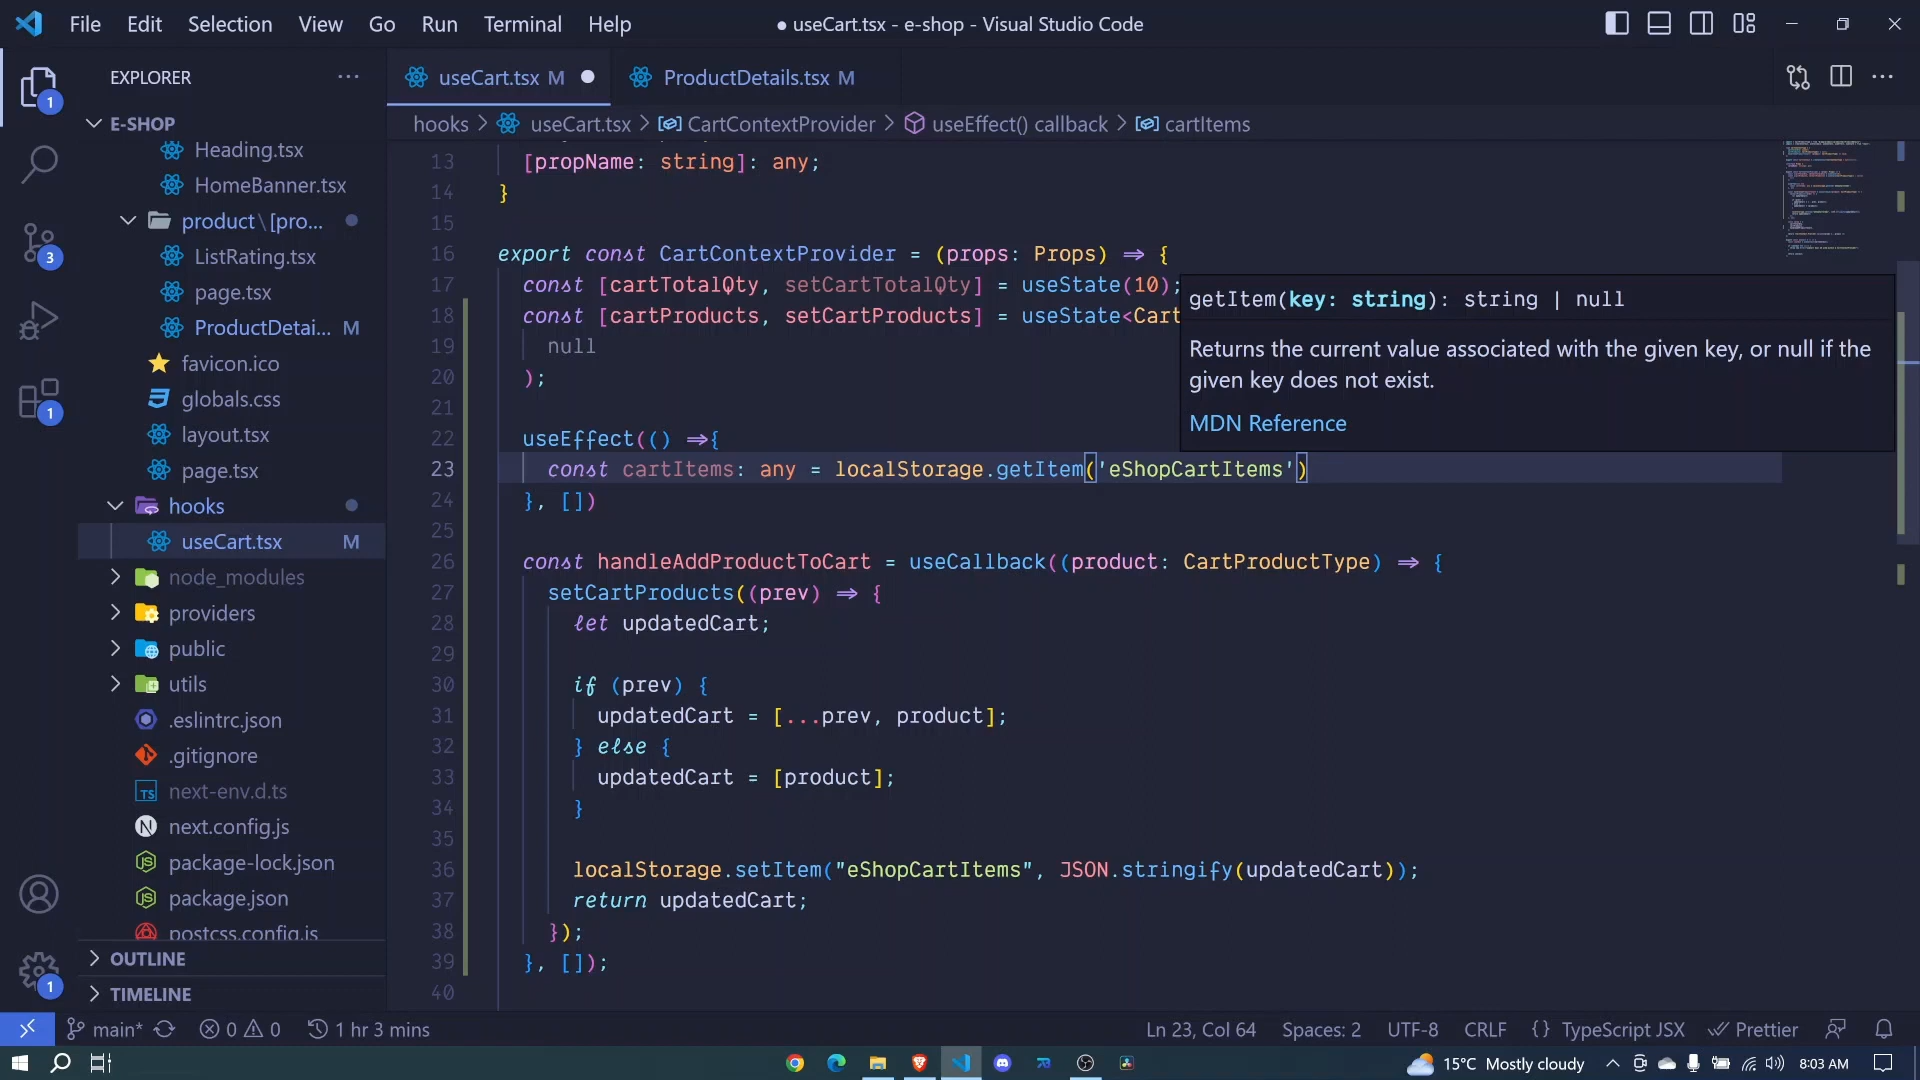 File Edit Selection View Go Run Terminal Help
● useCart.tsx - e-shop - Visual Studio Code
EXPLORER
useCart.tsx M
ProductDetails.tsx M
1
E-SHOP
hooks > useCart.tsx > CartContextProvider > useEffect() callback > cartItems
Heading.tsx
HomeBanner.tsx
product\[pro...
ListRating.tsx
page.tsx
ProductDetai... M
favicon.ico
globals.css
layout.tsx
page.tsx
hooks
useCart.tsx M
node_modules
providers
public
utils
.eslintrc.json
.gitignore
next-env.d.ts
next.config.js
package-lock.json
package.json
postcss.config.js
OUTLINE
TIMELINE
3
1
1
13 [propName: string]: any;
14 }
15
16 export const CartContextProvider = (props: Props) => {
17 const [cartTotalQty, setCartTotalQty] = useState(10);
18 const [cartProducts, setCartProducts] = useState<Cart
19 null
20 );
21
22 useEffect(() =>{
23 const cartItems: any = localStorage.getItem('eShopCartItems')
24 }, [])
25
26 const handleAddProductToCart = useCallback((product: CartProductType) => {
27 setCartProducts((prev) => {
28 let updatedCart;
29
30 if (prev) {
31 updatedCart = [...prev, product];
32 } else {
33 updatedCart = [product];
34 }
35
36 localStorage.setItem("eShopCartItems", JSON.stringify(updatedCart));
37 return updatedCart;
38 });
39 }, []);
40
getItem(key: string): string | null
Returns the current value associated with the given key, or null if the
given key does not exist.
MDN Reference
main* 0 0 1 hr 3 mins
Ln 23, Col 64 Spaces: 2 UTF-8 CRLF {} TypeScript JSX Prettier
15°C Mostly cloudy 8:03 AM